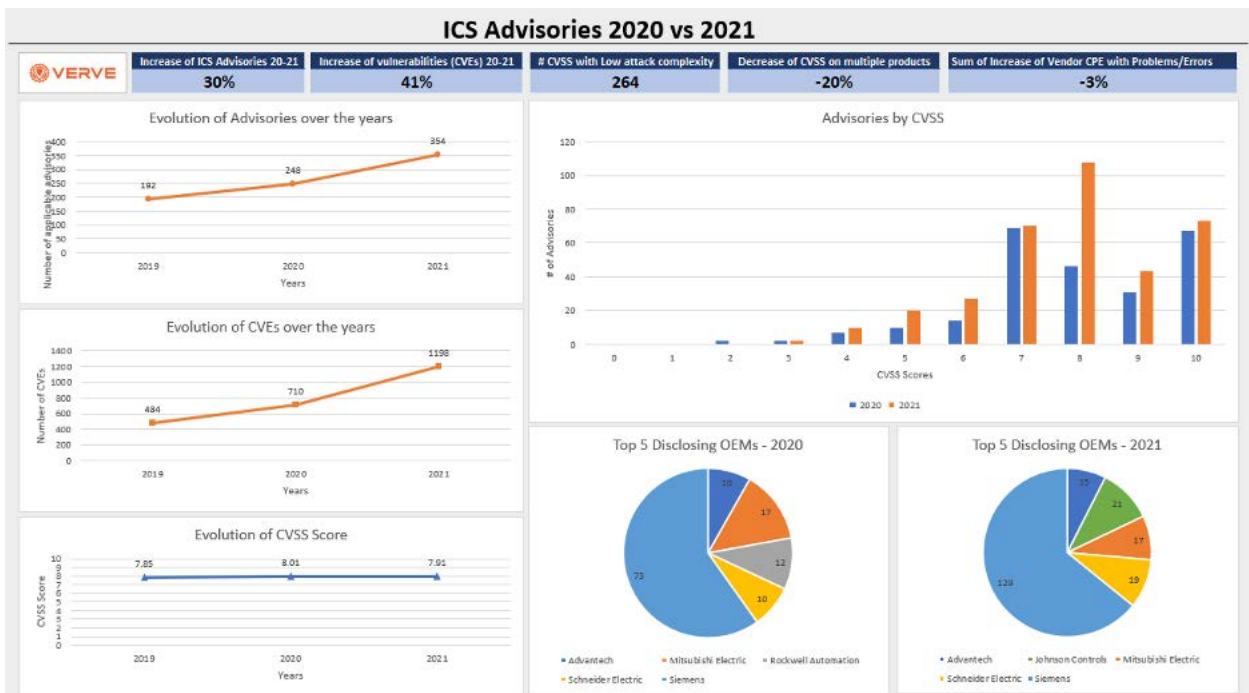 ICS Advisories 2020 vs 2021
VERVE
Increase of ICS Advisories 20-21
30%
Increase of vulnerabilities (CVEs) 20-21
41%
# CVSS with Low attack complexity
264
Decrease of CVSS on multiple products
-20%
Sum of Increase of Vendor CPE with Problems/Errors
-3%
Evolution of Advisories over the years
Number of applicable advisories
400
350
300
250
200
150
100
50
0
192
248
354
2019
2020
2021
Years
Evolution of CVEs over the years
Number of CVEs
1400
1200
1000
800
600
400
200
0
484
710
1198
2019
2020
2021
Years
Evolution of CVSS Score
CVSS Score
10
9
8
7
6
5
4
3
2
1
0
7.85
8.01
7.91
2019
2020
2021
Years
Advisories by CVSS
# of Advisories
120
100
80
60
40
20
0
0 1 2 3 4 5 6 7 8 9 10
CVSS Scores
2020 2021
Top 5 Disclosing OEMs - 2020
10
17
12
10
73
Advantech Mitsubishi Electric Rockwell Automation
Schneider Electric Siemens
Top 5 Disclosing OEMs - 2021
15
21
17
19
Advantech Johnson Controls Mitsubishi Electric
Schneider Electric Siemens